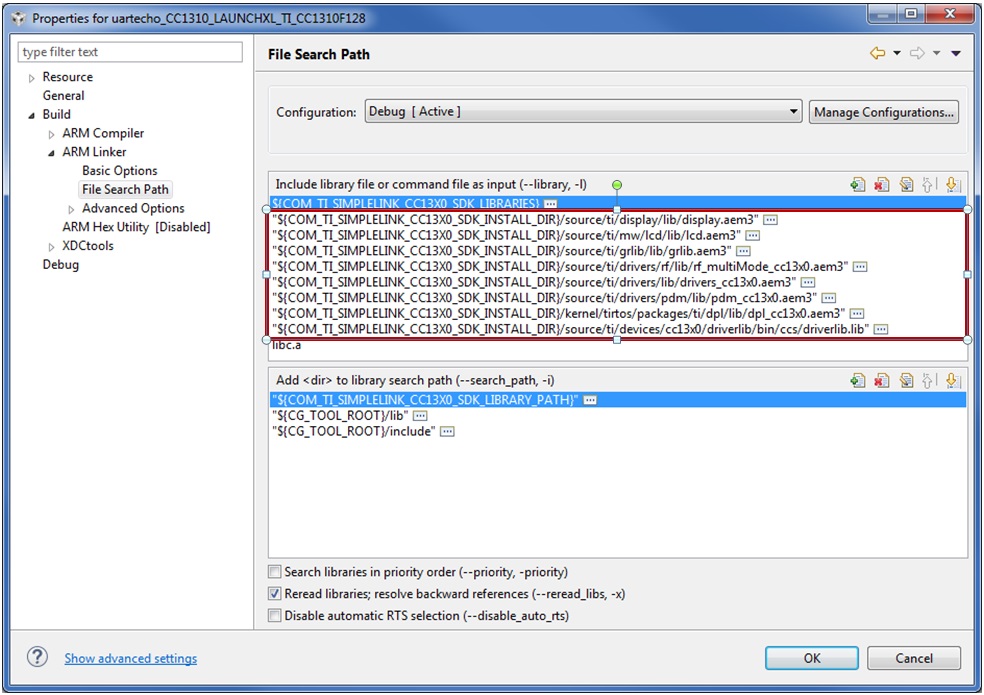 Properties for uartecho_CC1310_LAUNCHXL_TI_CC1310F128
type filter text
Resource
General
Build
ARM Compiler
ARM Linker
Basic Options
File Search Path
Advanced Options
ARM Hex Utility [Disabled]
XDCtools
Debug
File Search Path
Configuration: Debug [ Active ] Manage Configurations...
Include library file or command file as input (--library, -l)
${COM_TI_SIMPLELINK_CC13X0_SDK_LIBRARIES}
"${COM_TI_SIMPLELINK_CC13X0_SDK_INSTALL_DIR}/source/ti/display/lib/display.aem3"
"${COM_TI_SIMPLELINK_CC13X0_SDK_INSTALL_DIR}/source/ti/mw/lcd/lib/lcd.aem3"
"${COM_TI_SIMPLELINK_CC13X0_SDK_INSTALL_DIR}/source/ti/grlib/lib/grlib.aem3"
"${COM_TI_SIMPLELINK_CC13X0_SDK_INSTALL_DIR}/source/ti/drivers/rf/lib/rf_multiMode_cc13x0.aem3"
"${COM_TI_SIMPLELINK_CC13X0_SDK_INSTALL_DIR}/source/ti/drivers/lib/drivers_cc13x0.aem3"
"${COM_TI_SIMPLELINK_CC13X0_SDK_INSTALL_DIR}/source/ti/drivers/pdm/lib/pdm_cc13x0.aem3"
"${COM_TI_SIMPLELINK_CC13X0_SDK_INSTALL_DIR}/kernel/tirtos/packages/ti/dpl/lib/dpl_cc13x0.aem3"
"${COM_TI_SIMPLELINK_CC13X0_SDK_INSTALL_DIR}/source/ti/devices/cc13x0/driverlib/bin/ccs/driverlib.lib"
libc.a
Add <dir> to library search path (--search_path, -i)
"${COM_TI_SIMPLELINK_CC13X0_SDK_LIBRARY_PATH}"
"${CG_TOOL_ROOT}/lib"
"${CG_TOOL_ROOT}/include"
Search libraries in priority order (--priority, -priority)
Reread libraries; resolve backward references (--reread_libs, -x)
Disable automatic RTS selection (--disable_auto_rts)
Show advanced settings
OK
Cancel